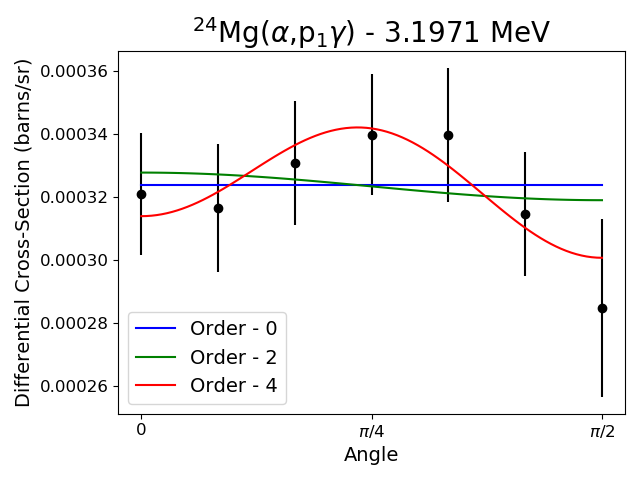 ²⁴Mg(α,p₁γ) - 3.1971 MeV
Differential Cross-Section (barns/sr)
0.00036
0.00034
0.00032
0.00030
0.00028
0.00026
Order - 0
Order - 2
Order - 4
0
π/4
π/2
Angle